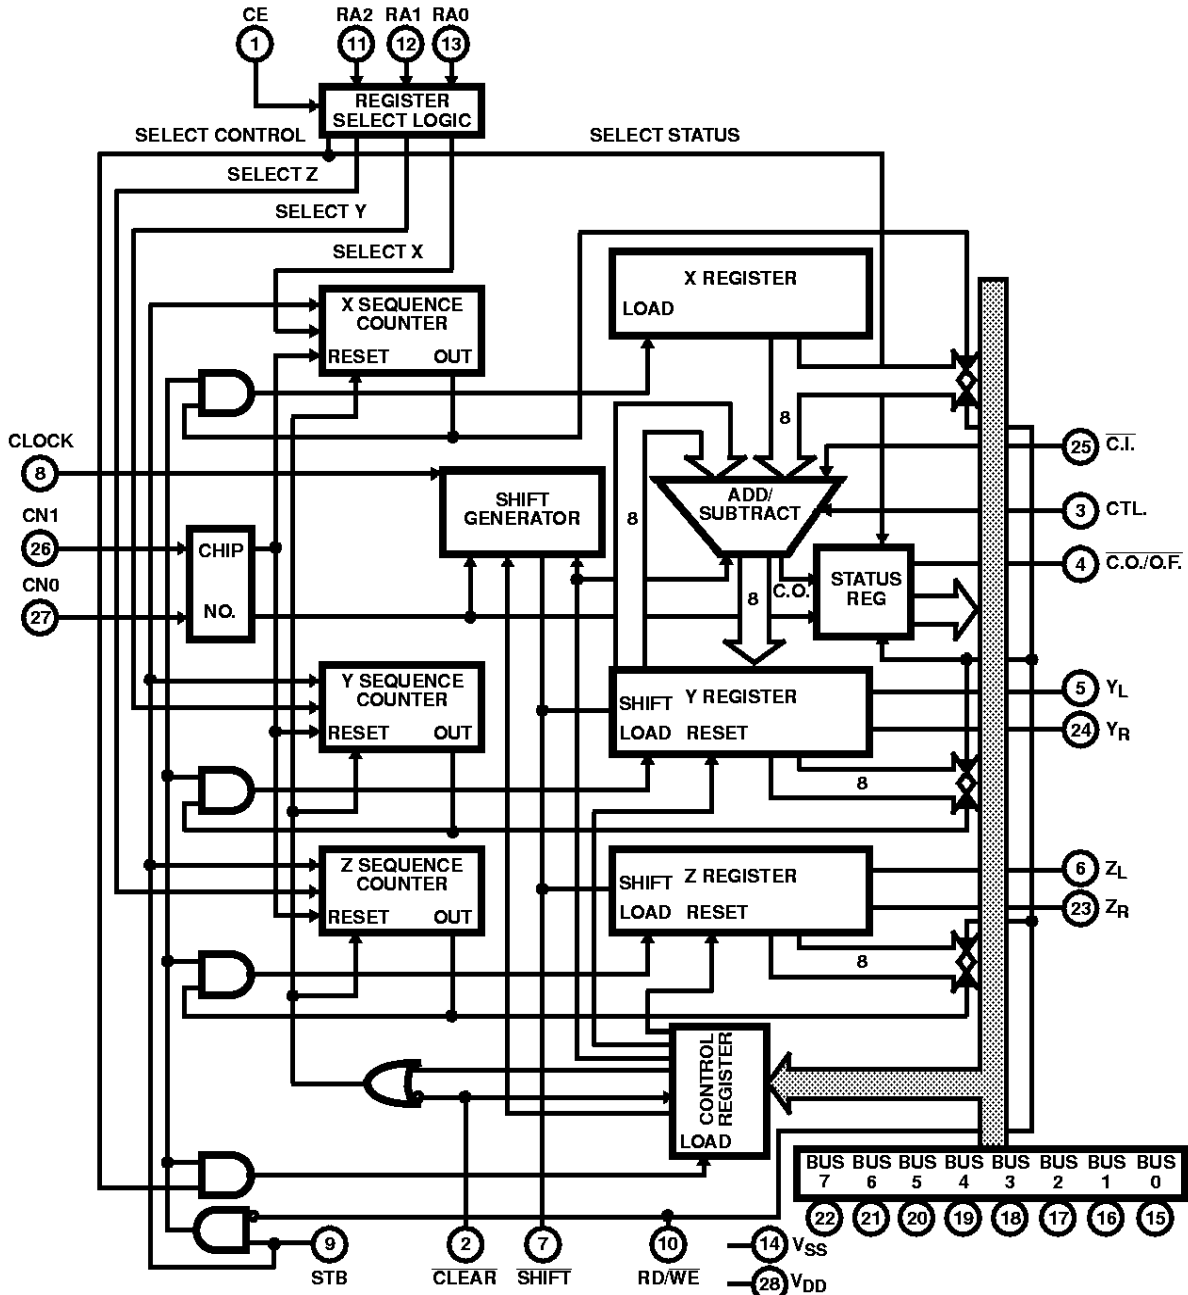 CE
RA2 RA1 RA0
1
11 12 13
REGISTER
SELECT LOGIC
SELECT CONTROL
SELECT STATUS
SELECT Z
SELECT Y
SELECT X
X SEQUENCE
COUNTER
RESET OUT
X REGISTER
LOAD
8
CLOCK
8
CN1
26
CN0
27
CHIP
NO.
SHIFT
GENERATOR
8
ADD/
SUBTRACT
8
C.O.
STATUS
REG
25 C.I.
3 CTL.
4 C.O./O.F.
Y SEQUENCE
COUNTER
RESET OUT
SHIFT Y REGISTER
LOAD RESET
8
5 YL
24 YR
Z SEQUENCE
COUNTER
RESET OUT
SHIFT Z REGISTER
LOAD RESET
8
6 ZL
23 ZR
CONTROL
REGISTER
LOAD
BUS BUS BUS BUS BUS BUS BUS BUS
7 6 5 4 3 2 1 0
22 21 20 19 18 17 16 15
9
STB
2
CLEAR
7
SHIFT
10
RD/WE
14 VSS
28 VDD